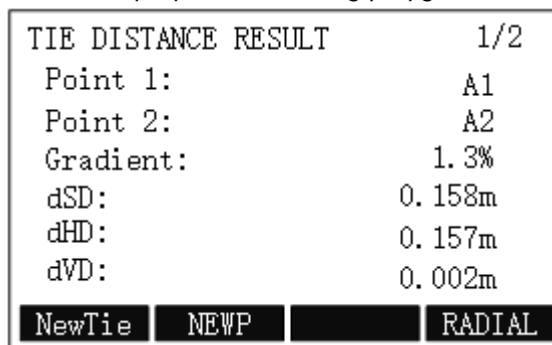 TIE DISTANCE RESULT 1/2
Point 1: A1
Point 2: A2
Gradient: 1.3%
dSD: 0.158m
dHD: 0.157m
dVD: 0.002m
NewTie NEWP RADIAL